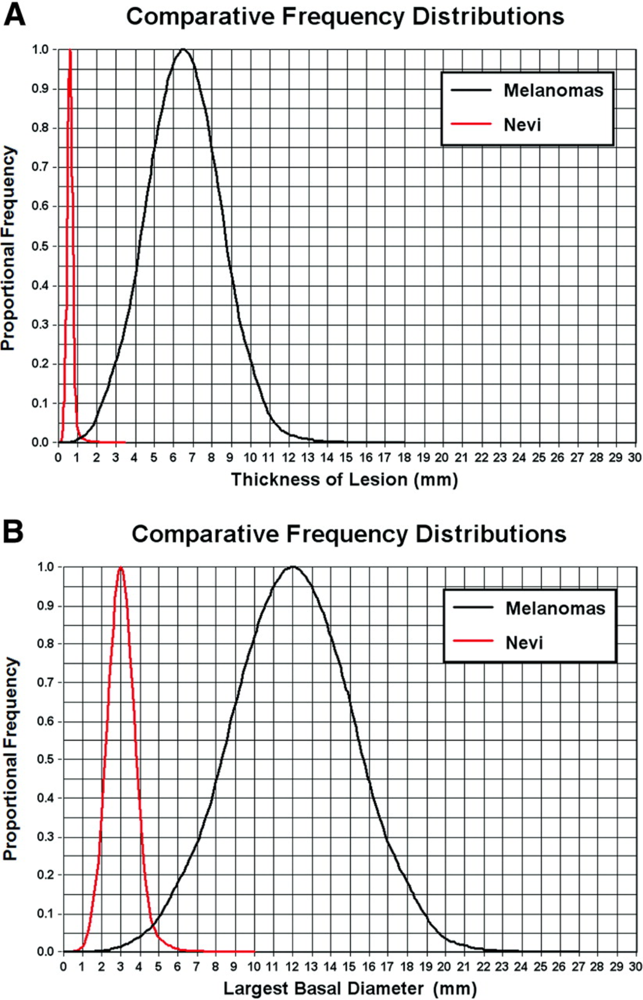 A
Comparative Frequency Distributions
Proportional Frequency
1.0
0.9
0.8
0.7
0.6
0.5
0.4
0.3
0.2
0.1
0.0
Melanomas
Nevi
0 1 2 3 4 5 6 7 8 9 10 11 12 13 14 15 16 17 18 19 20 21 22 23 24 25 26 27 28 29 30
Thickness of Lesion (mm)
B
Comparative Frequency Distributions
Proportional Frequency
1.0
0.9
0.8
0.7
0.6
0.5
0.4
0.3
0.2
0.1
0.0
Melanomas
Nevi
0 1 2 3 4 5 6 7 8 9 10 11 12 13 14 15 16 17 18 19 20 21 22 23 24 25 26 27 28 29 30
Largest Basal Diameter (mm)